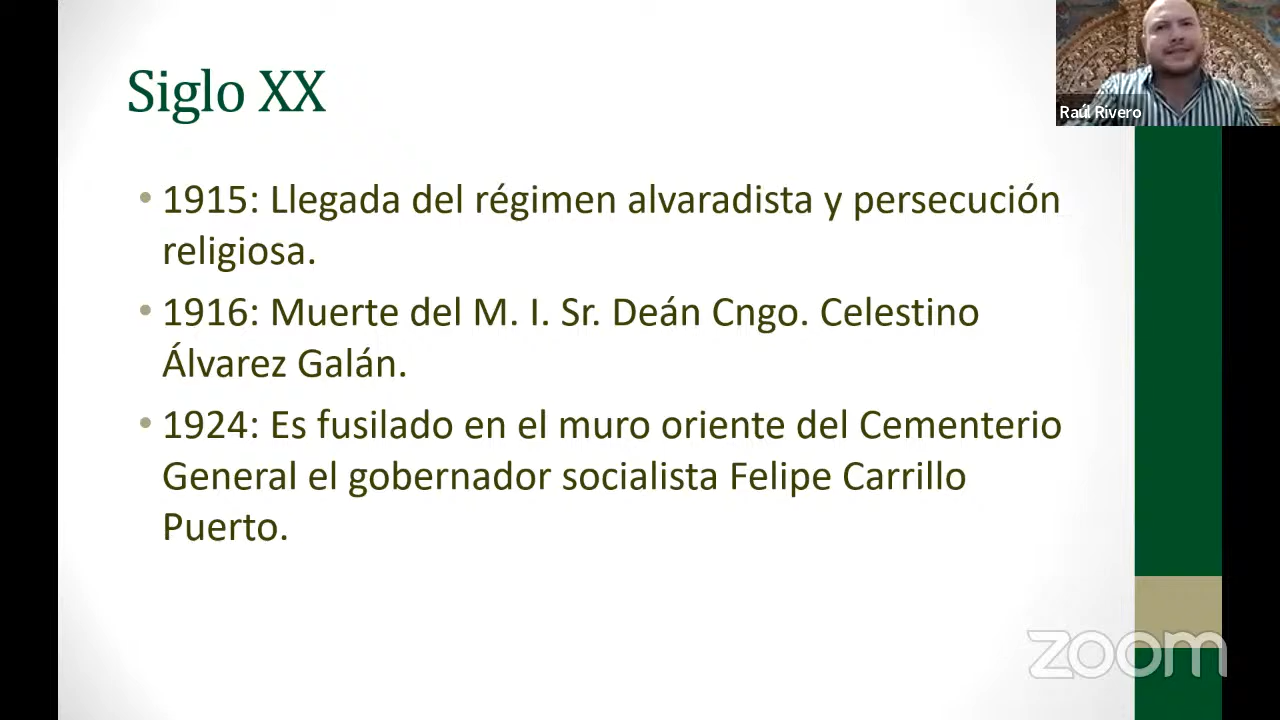 Siglo XX
Raúl Rivero
• 1915: Llegada del régimen alvaradista y persecución
religiosa.
• 1916: Muerte del M. I. Sr. Deán Cngo. Celestino
Álvarez Galán.
• 1924: Es fusilado en el muro oriente del Cementerio
General el gobernador socialista Felipe Carrillo
Puerto.
zoom